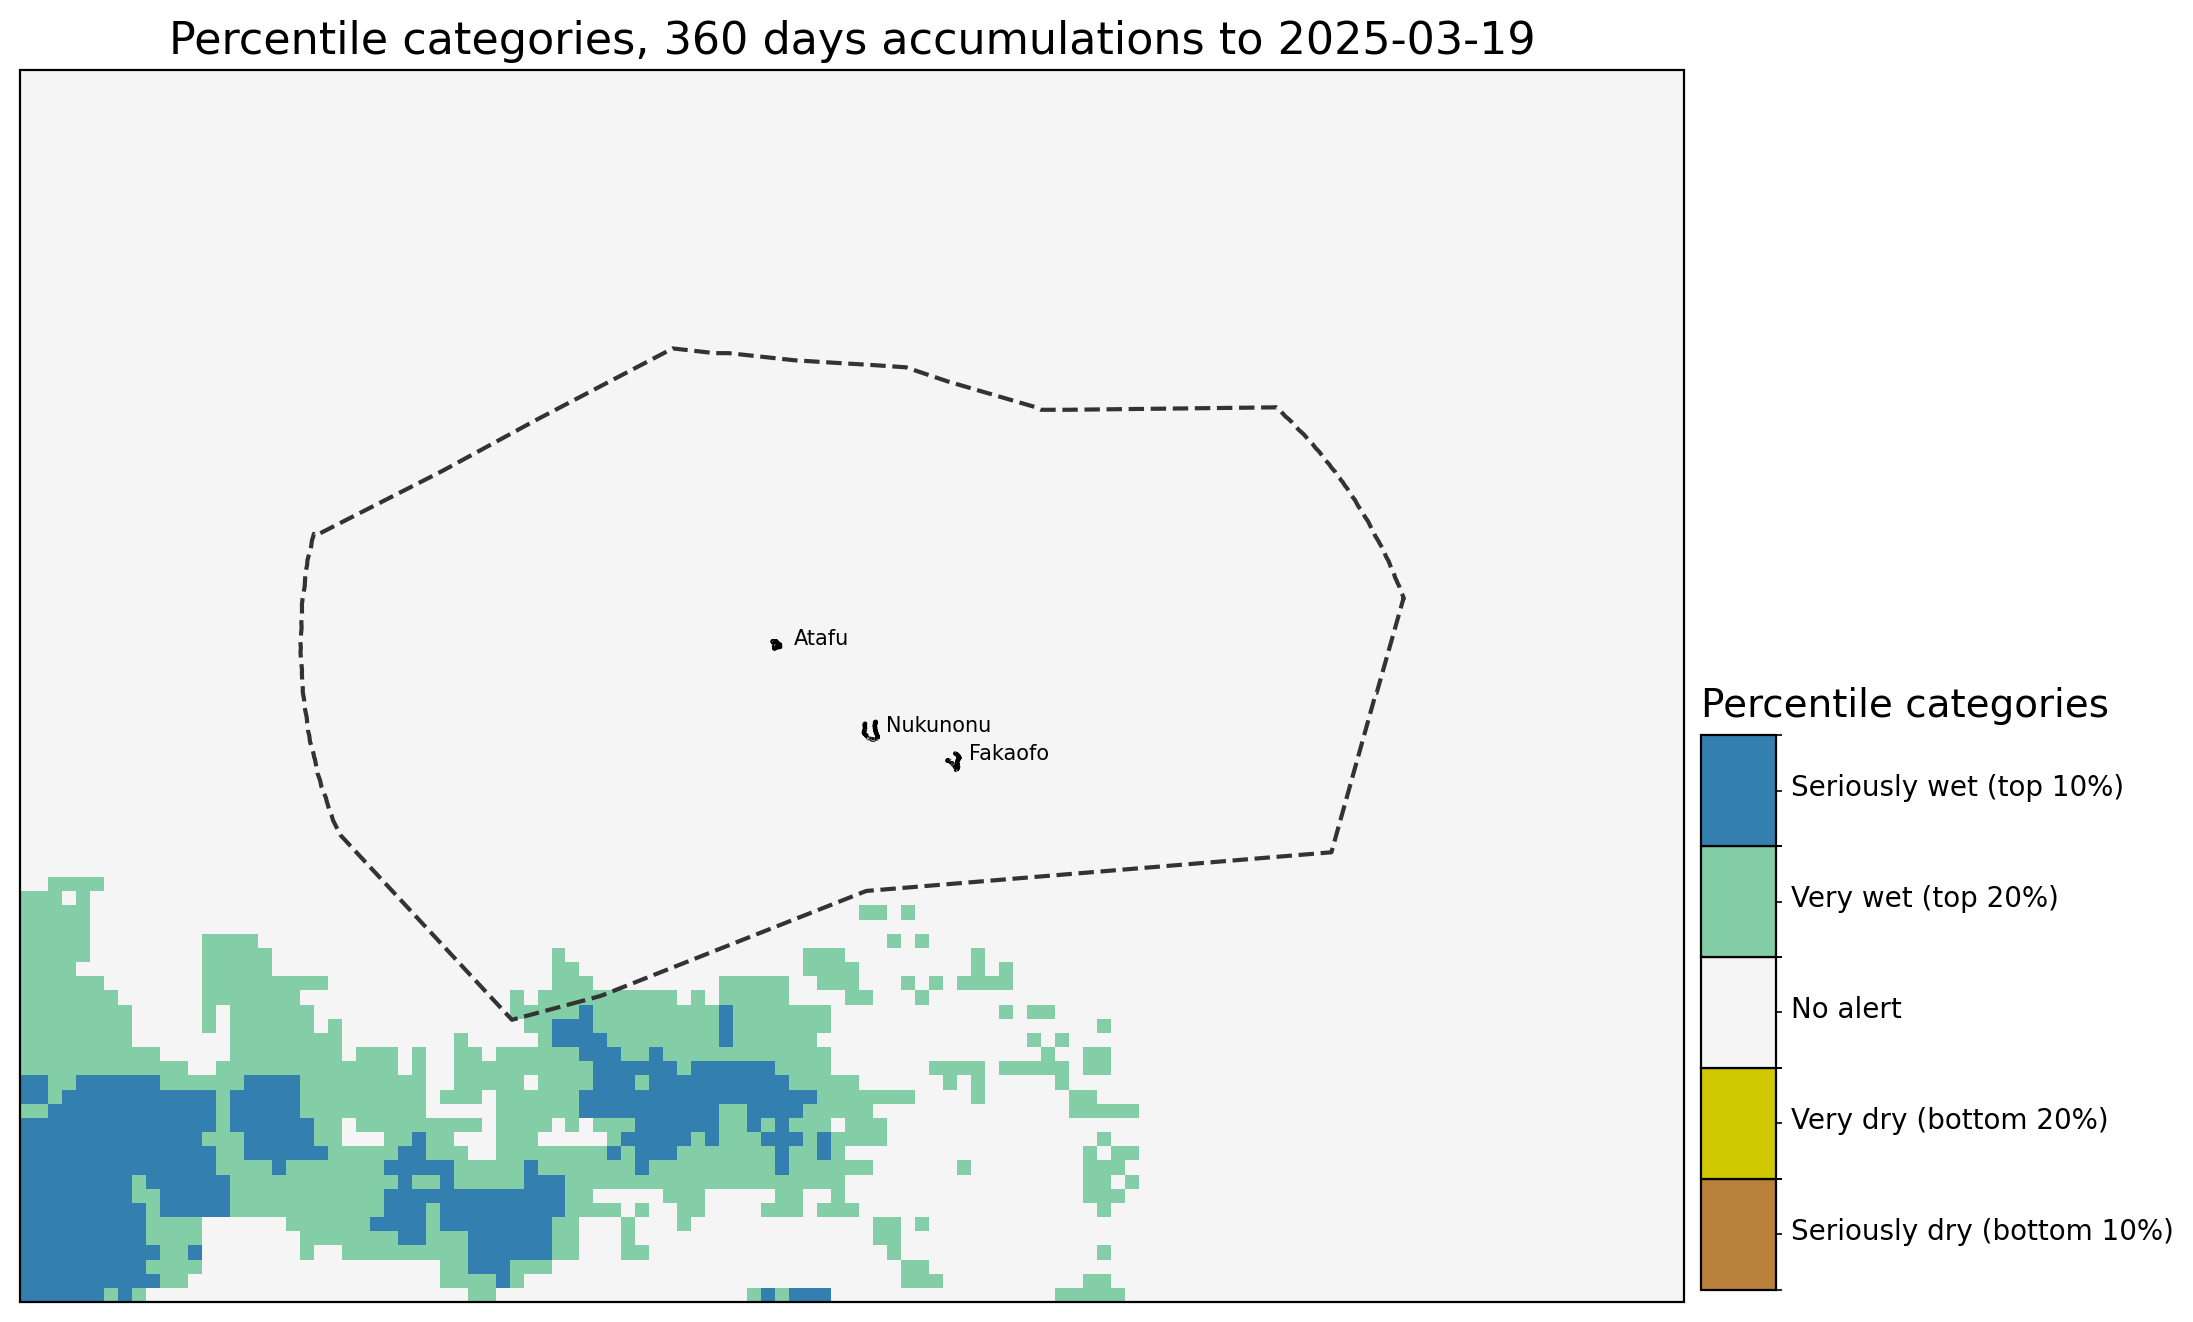 Percentile categories, 360 days accumulations to 2025-03-19
Atafu
Nukunonu
Fakaofo
Percentile categories
Seriously wet (top 10%)
Very wet (top 20%)
No alert
Very dry (bottom 20%)
Seriously dry (bottom 10%)